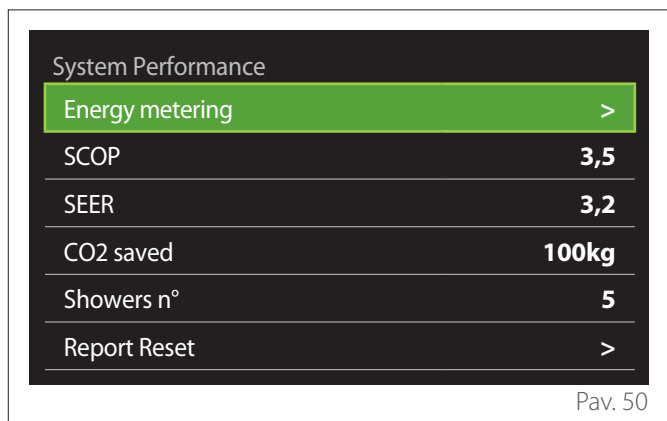 System Performance
Energy metering >
SCOP 3,5
SEER 3,2
CO2 saved 100kg
Showers n° 5
Report Reset >
Pav. 50